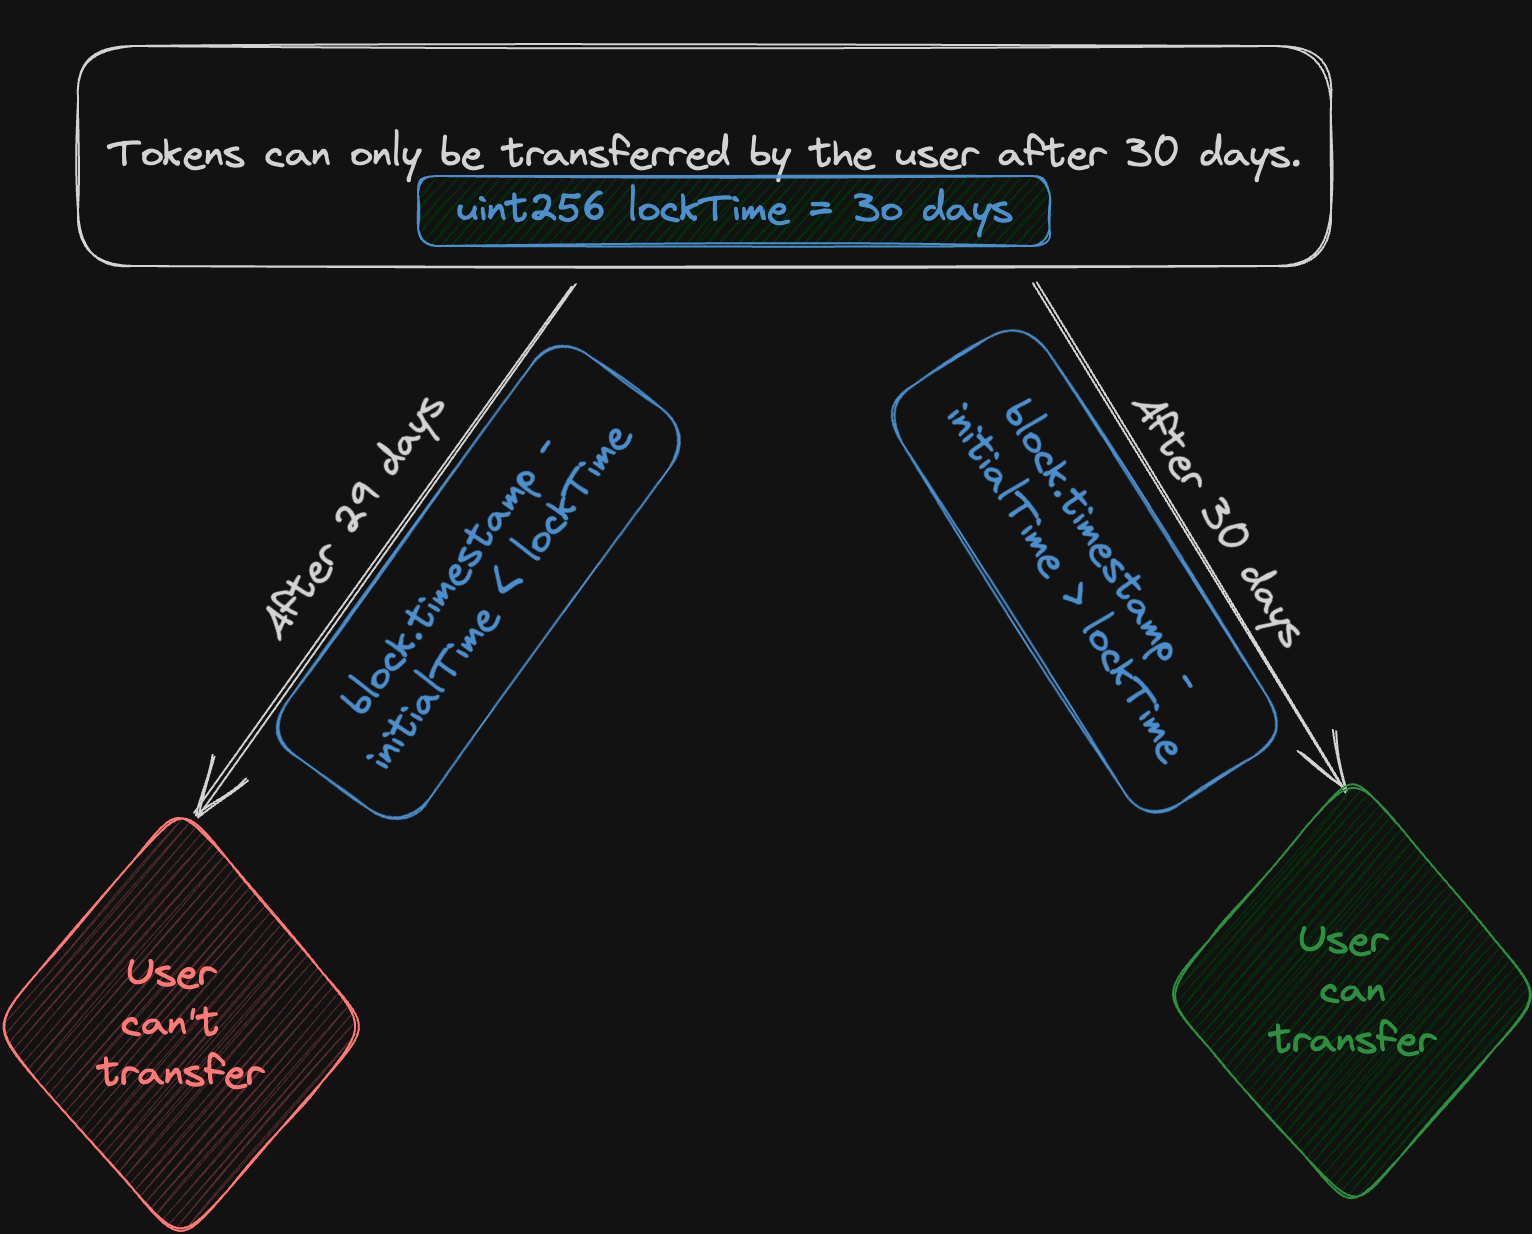 Tokens can only be transferred by the user after 30 days.
uint256 lockTime = 30 days
After 29 days
block.timestamp -
initialTime < lockTime
After 30 days
block.timestamp -
initialTime > lockTime
User
can't
transfer
User
can
transfer